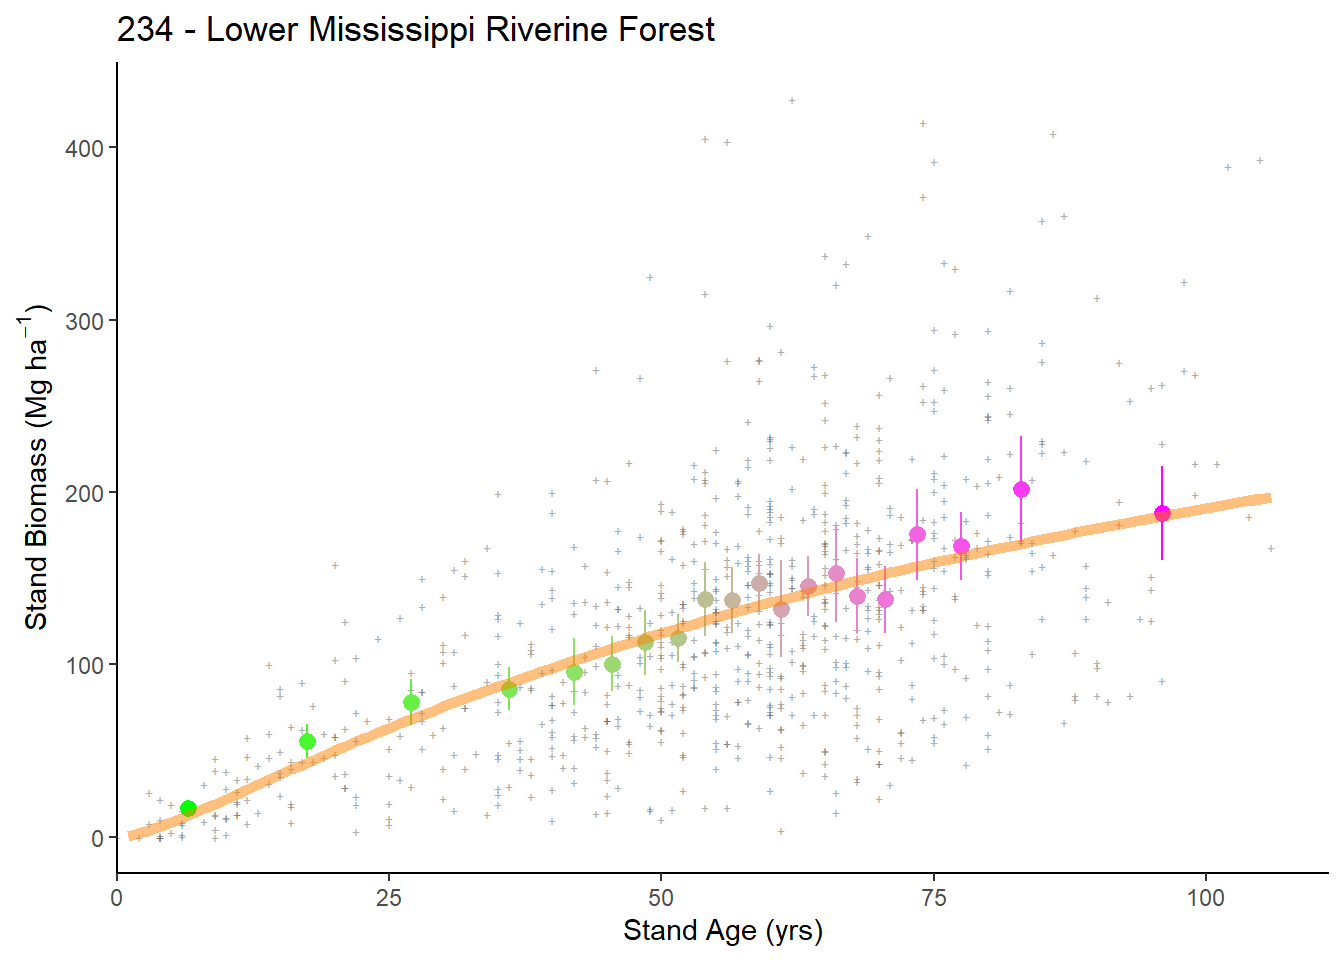 234 - Lower Mississippi Riverine Forest
Stand Biomass (Mg ha⁻¹)
400
300
200
100
0
0 25 50 75 100
Stand Age (yrs)